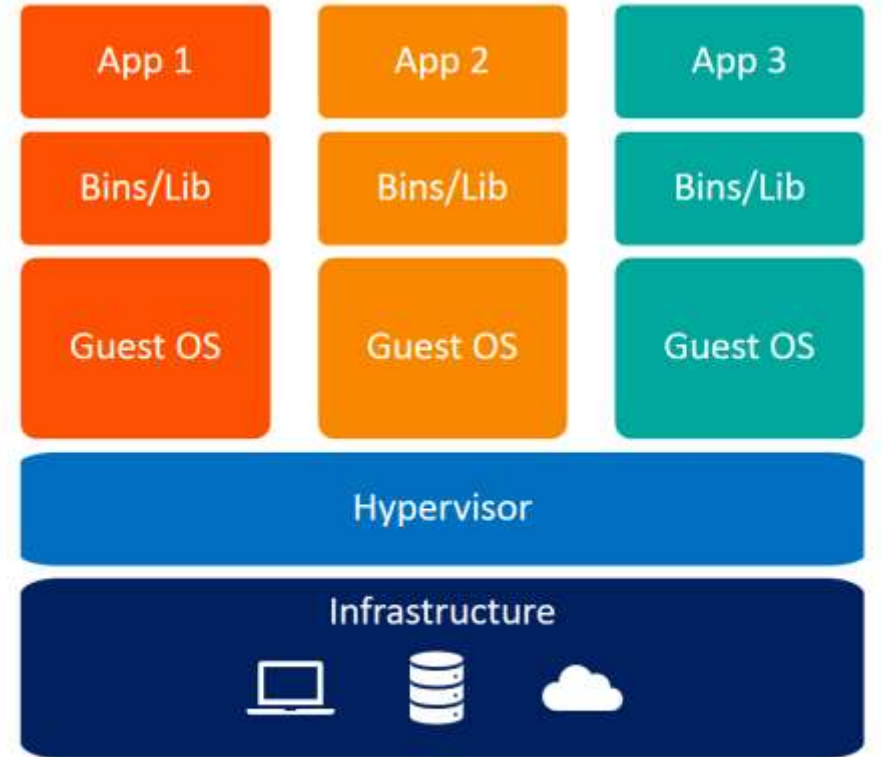 App 1
App 2
App 3
Bins/Lib
Bins/Lib
Bins/Lib
Guest OS
Guest OS
Guest OS
Hypervisor
Infrastructure